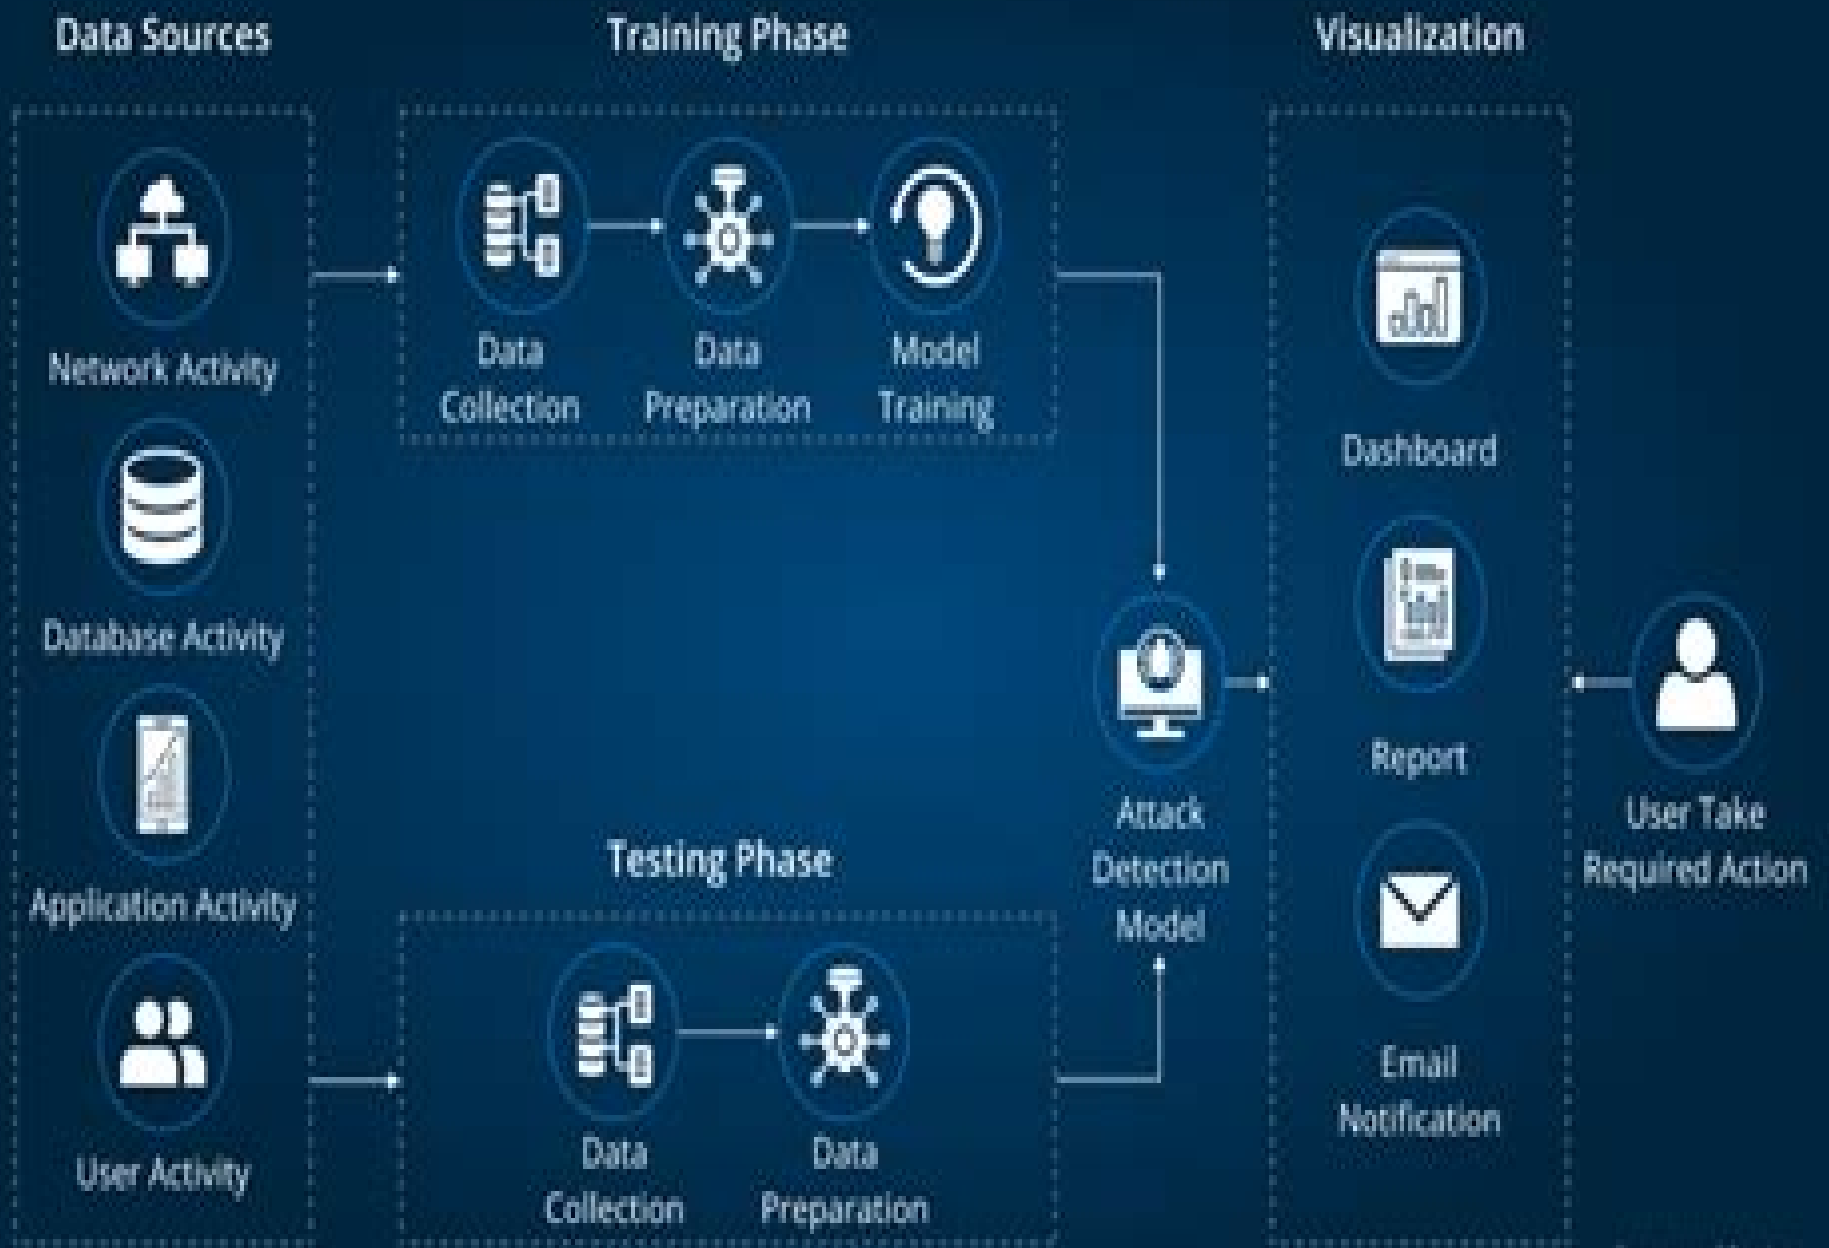 Data Sources
Training Phase
Visualization
Network Activity
Database Activity
Application Activity
User Activity
Data
Collection
Data
Preparation
Model
Training
Testing Phase
Data
Collection
Data
Preparation
Attack
Detection
Model
Dashboard
Report
Email
Notification
User Take
Required Action